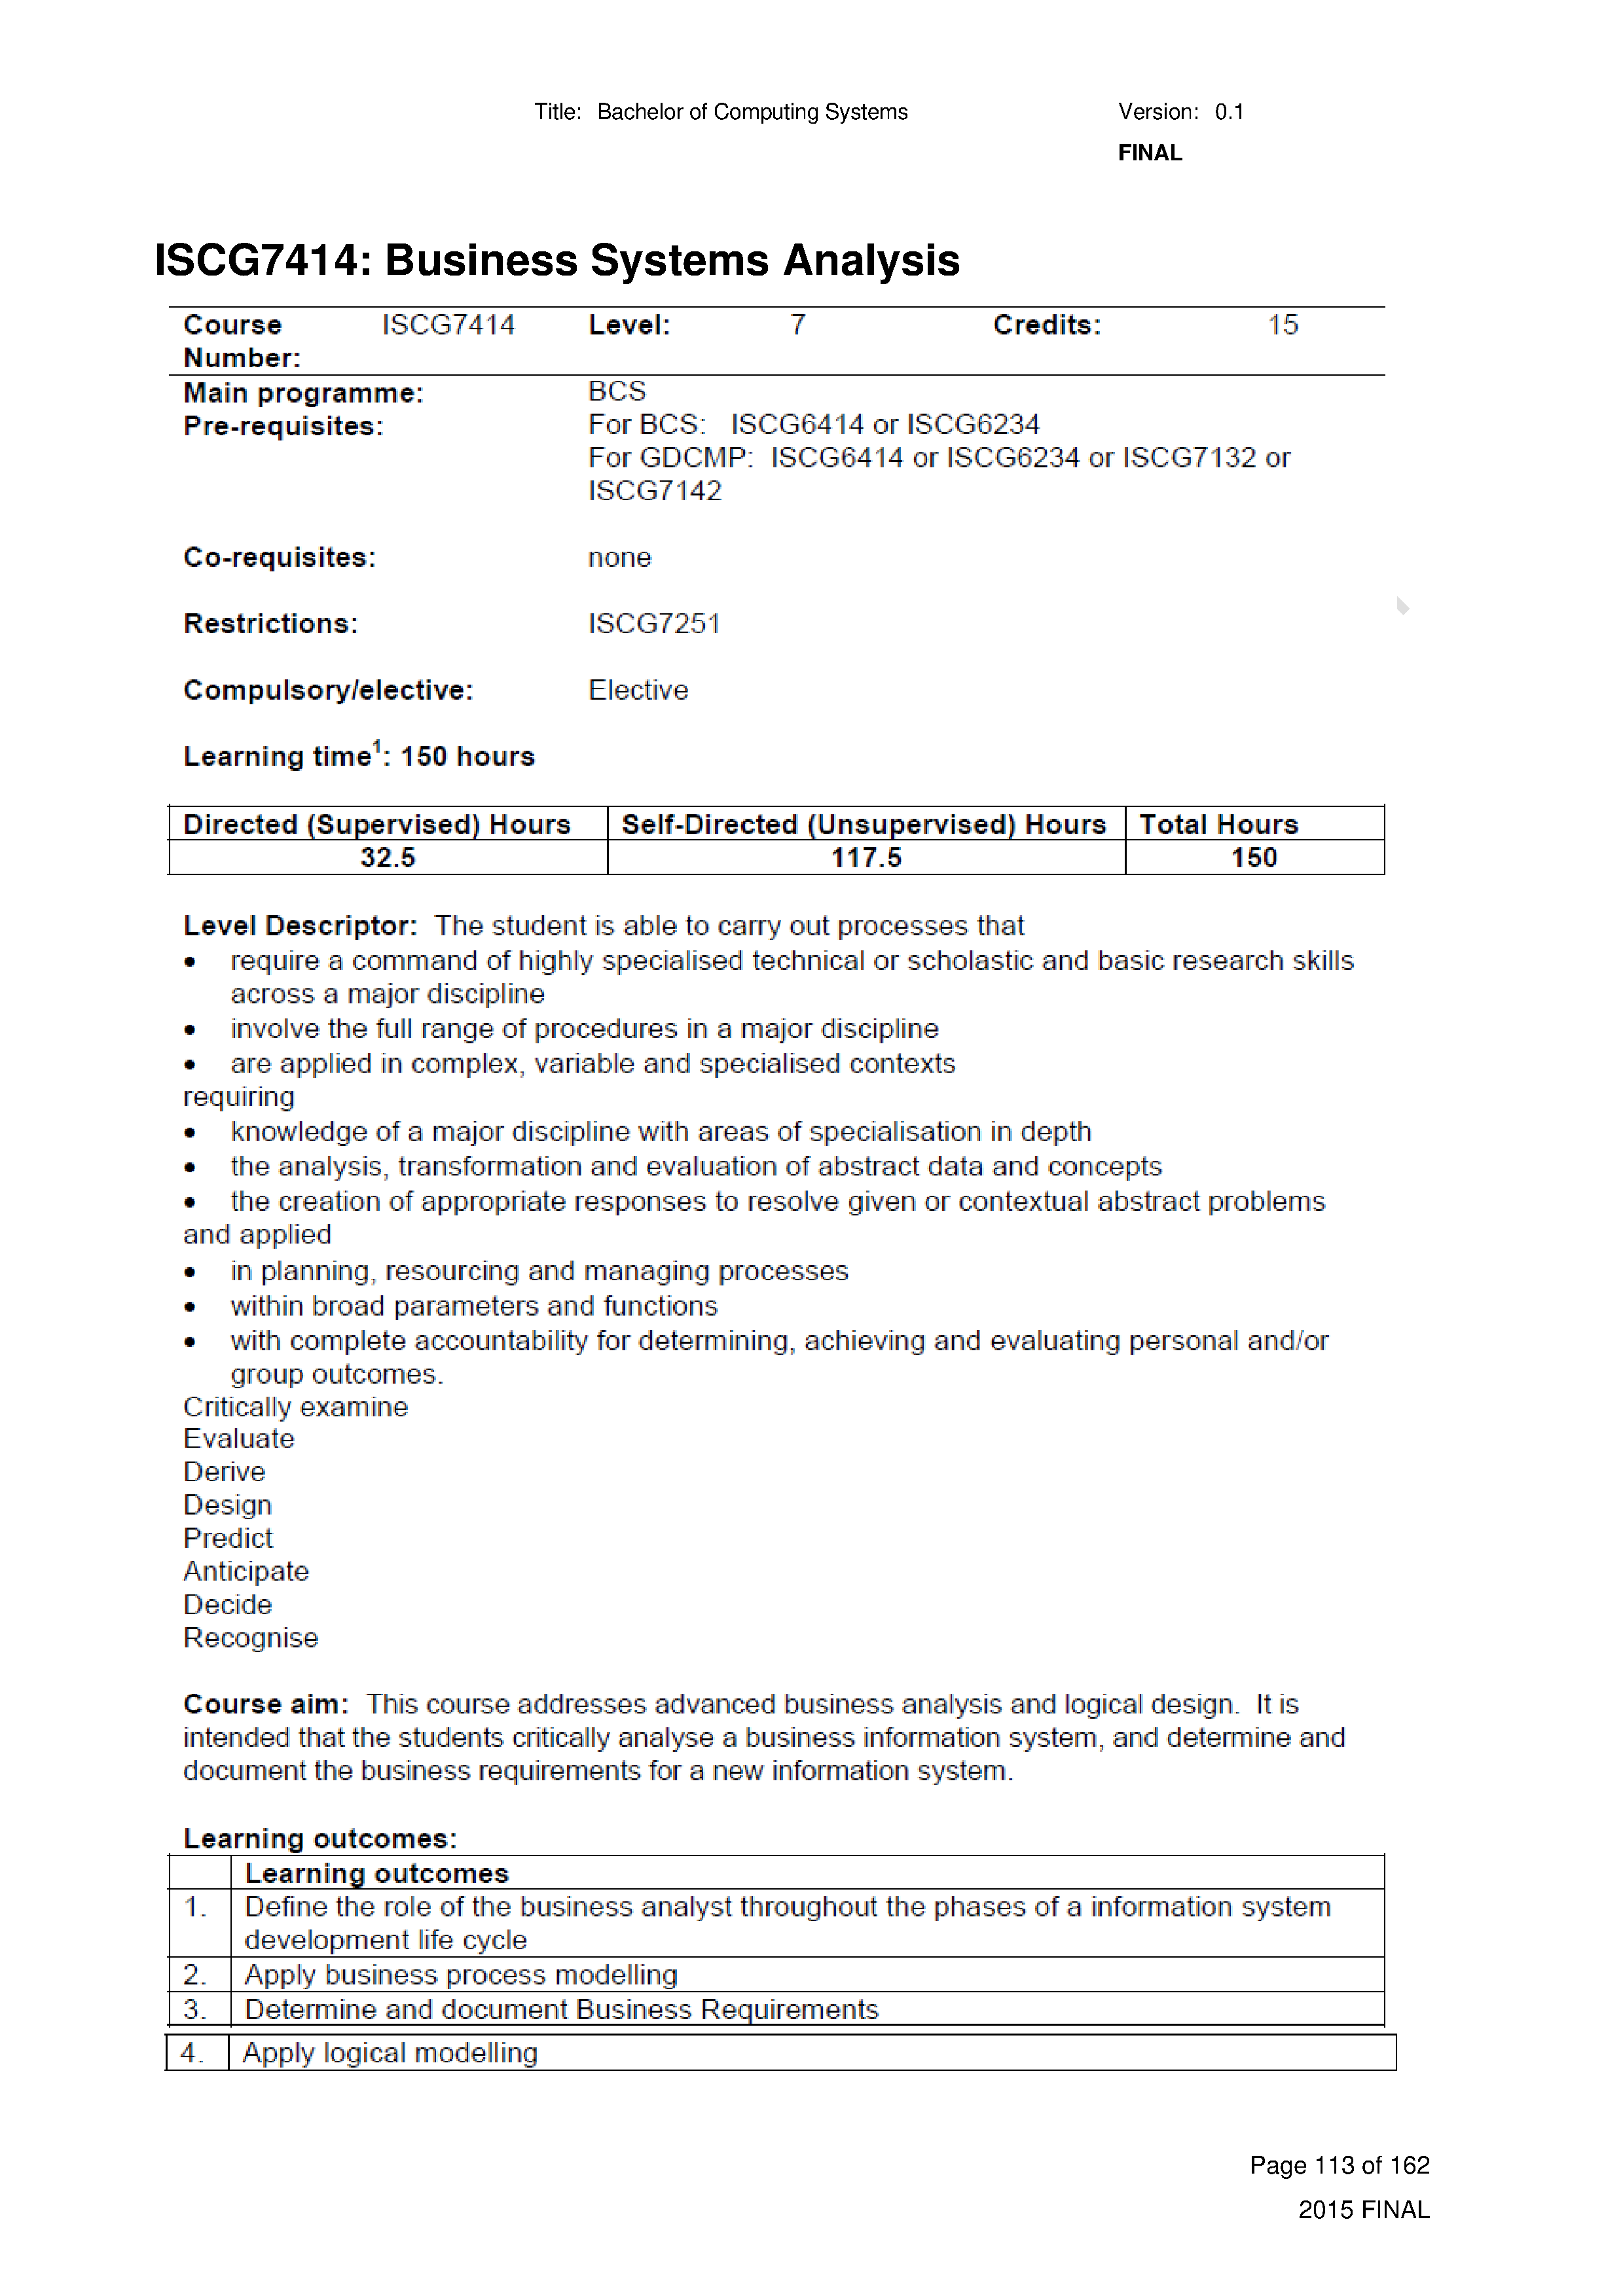 Title: Bachelor of Computing Systems Version: 0.1
FINAL
ISCG7414: Business Systems Analysis
Course ISCG7414 Level: 7 Credits: 15
Number:
Main programme: BCS
Pre-requisites: For BCS: ISCG6414 or ISCG6234
For GDCMP: ISCG6414 or ISCG6234 or ISCG7132 or
ISCG7142
Co-requisites: none
Restrictions: ISCG7251
Compulsory/elective: Elective
Learning time1: 150 hours
Directed (Supervised) Hours Self-Directed (Unsupervised) Hours Total Hours
32.5 117.5 150
Level Descriptor: The student is able to carry out processes that
• require a command of highly specialised technical or scholastic and basic research skills
across a major discipline
• involve the full range of procedures in a major discipline
• are applied in complex, variable and specialised contexts
requiring
• knowledge of a major discipline with areas of specialisation in depth
• the analysis, transformation and evaluation of abstract data and concepts
• the creation of appropriate responses to resolve given or contextual abstract problems
and applied
• in planning, resourcing and managing processes
• within broad parameters and functions
• with complete accountability for determining, achieving and evaluating personal and/or
group outcomes.
Critically examine
Evaluate
Derive
Design
Predict
Anticipate
Decide
Recognise
Course aim: This course addresses advanced business analysis and logical design. It is
intended that the students critically analyse a business information system, and determine and
document the business requirements for a new information system.
Learning outcomes:
Learning outcomes
1. Define the role of the business analyst throughout the phases of a information system
development life cycle
2. Apply business process modelling
3. Determine and document Business Requirements
4. Apply logical modelling
Page 113 of 162
2015 FINAL